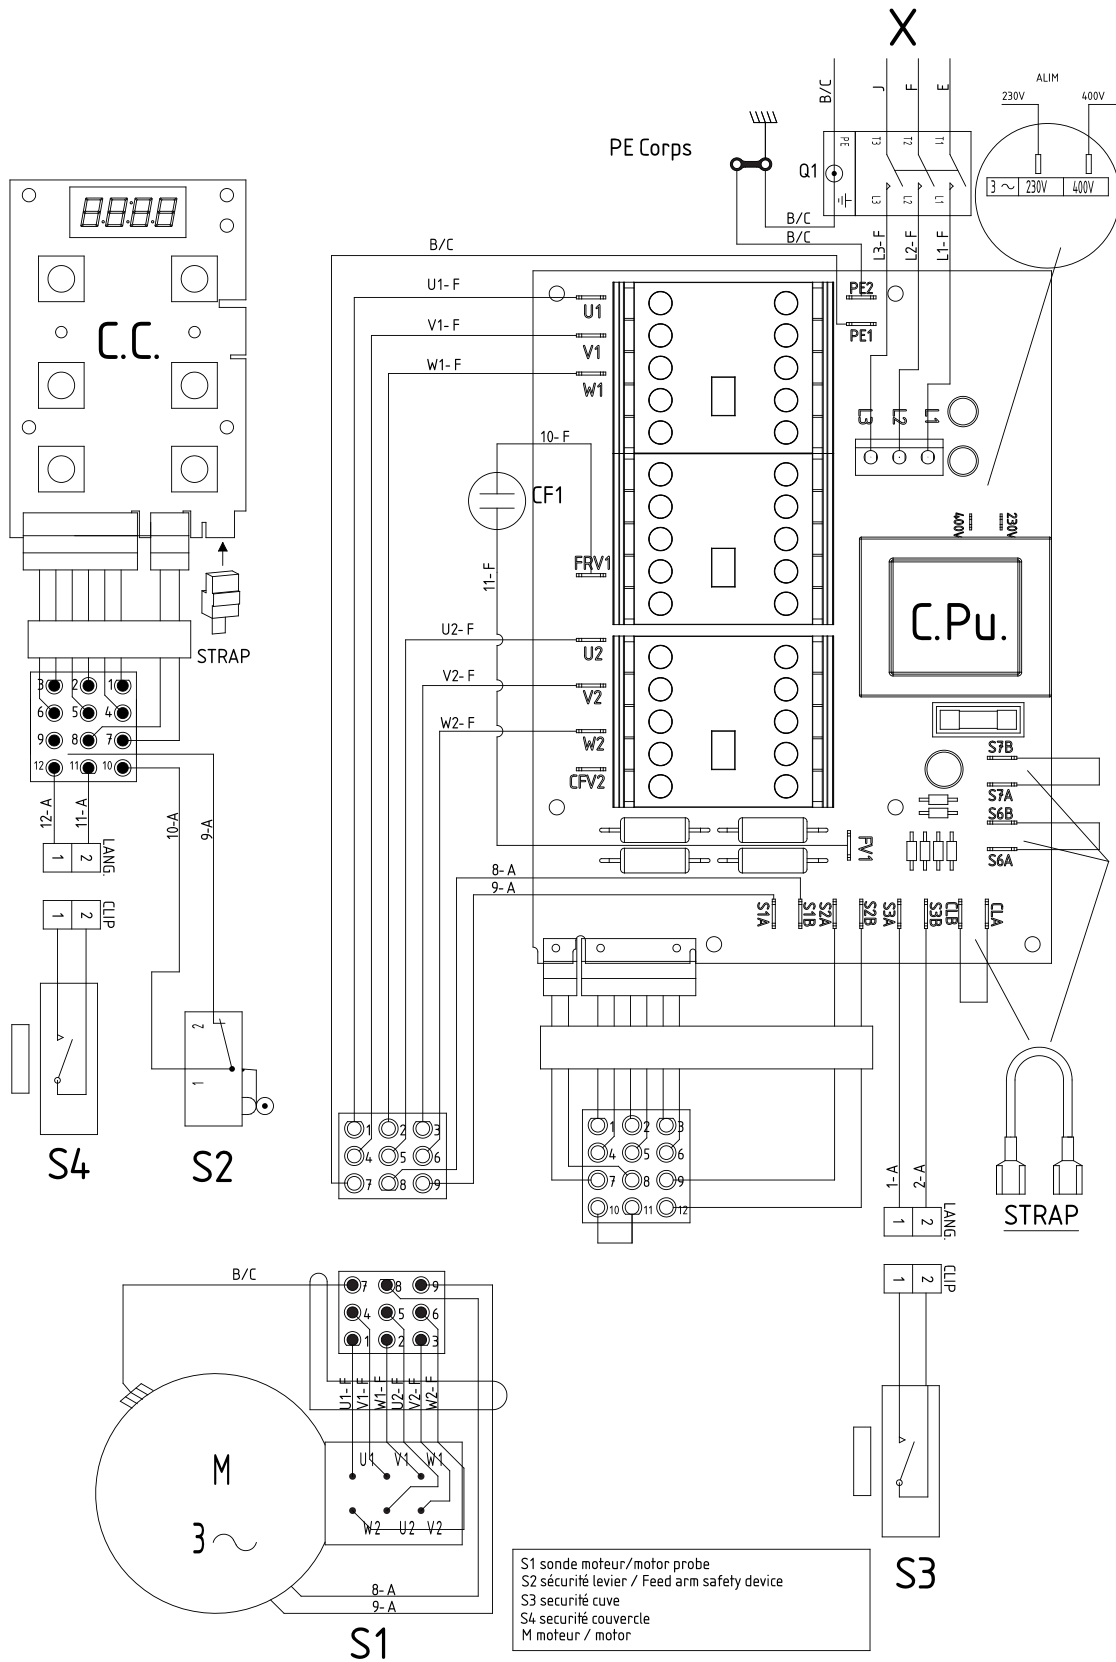 X
ALIM
230V 400V
B/C J F E
PE T3 T2 T1
Q1
L3 L2 L1
3 ~ 230V 400V
PE Corps
B/C
B/C
L3-F L2-F L1-F
C.C.
B/C
U1-F
V1-F
W1-F
U1
V1
W1
PE2
PE1
L3 L2 L1
10-F
CF1
11-F
FRV1
400V 230V
C.Pu.
STRAP
U2-F
V2-F
W2-F
U2
V2
W2
CFV2
3 2 1
6 5 4
9 8 7
12 11 10
S7B
S7A
S6B
S6A
12-A 11-A 10-A 9-A
1 2 LANG.
1 2 CLIP
FV1
8-A
9-A
S1A S1B S2A S2B S3A S3B CLB CLA
2
1
S4
S2
1 2 3
4 5 6
7 8 9
1 2 3
4 5 6
7 8 9
10 11 12
1-A 2-A
1 2 LANG.
1 2 CLIP
STRAP
B/C
7 8 9
4 5 6
1 2 3
U1-F V1-F W1-F U2-F V2-F W2-F
M
3
U1 V1 W1
W2 U2 V2
8-A
9-A
S1
S3
S1 sonde moteur/motor probe
S2 sécurité levier / Feed arm safety device
S3 securité cuve
S4 securité couvercle
M moteur / motor